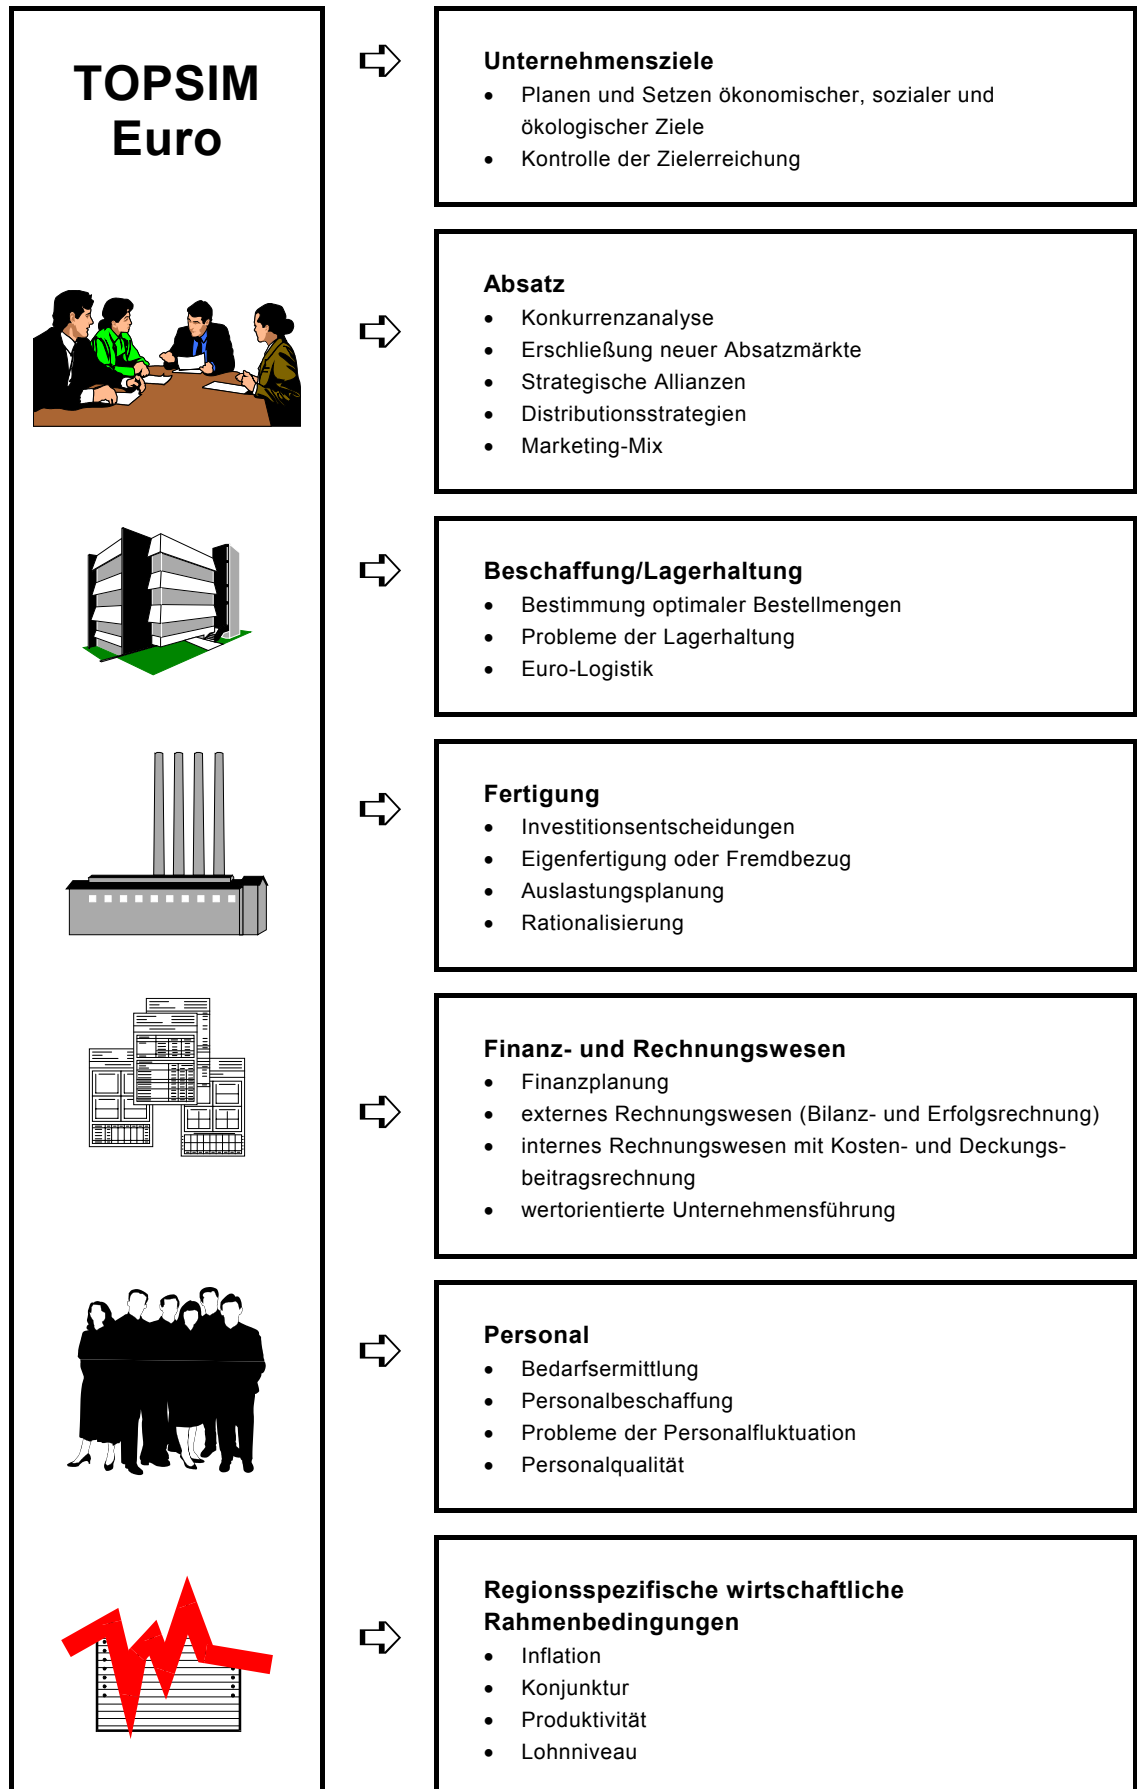 TOPSIM
Euro
Unternehmensziele
• Planen und Setzen ökonomischer, sozialer und
ökologischer Ziele
• Kontrolle der Zielerreichung
Absatz
• Konkurrenzanalyse
• Erschließung neuer Absatzmärkte
• Strategische Allianzen
• Distributionsstrategien
• Marketing-Mix
Beschaffung/Lagerhaltung
• Bestimmung optimaler Bestellmengen
• Probleme der Lagerhaltung
• Euro-Logistik
Fertigung
• Investitionsentscheidungen
• Eigenfertigung oder Fremdbezug
• Auslastungsplanung
• Rationalisierung
Finanz- und Rechnungswesen
• Finanzplanung
• externes Rechnungswesen (Bilanz- und Erfolgsrechnung)
• internes Rechnungswesen mit Kosten- und Deckungs-
beitragsrechnung
• wertorientierte Unternehmensführung
Personal
• Bedarfsermittlung
• Personalbeschaffung
• Probleme der Personalfluktuation
• Personalqualität
Regionsspezifische wirtschaftliche
Rahmenbedingungen
• Inflation
• Konjunktur
• Produktivität
• Lohnniveau